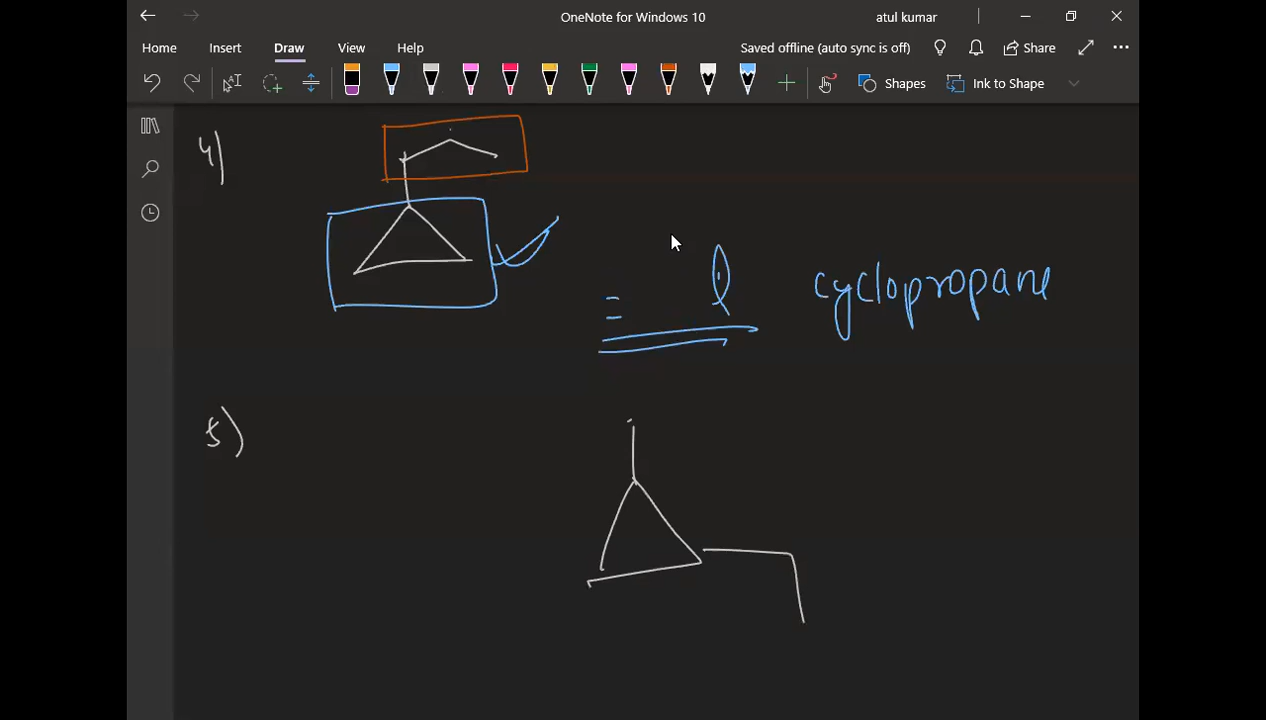 OneNote for Windows 10
atul kumar
Home Insert Draw View Help
Saved offline (auto sync is off)
Share
Shapes
Ink to Shape
4)
= l cyclopropane
5)